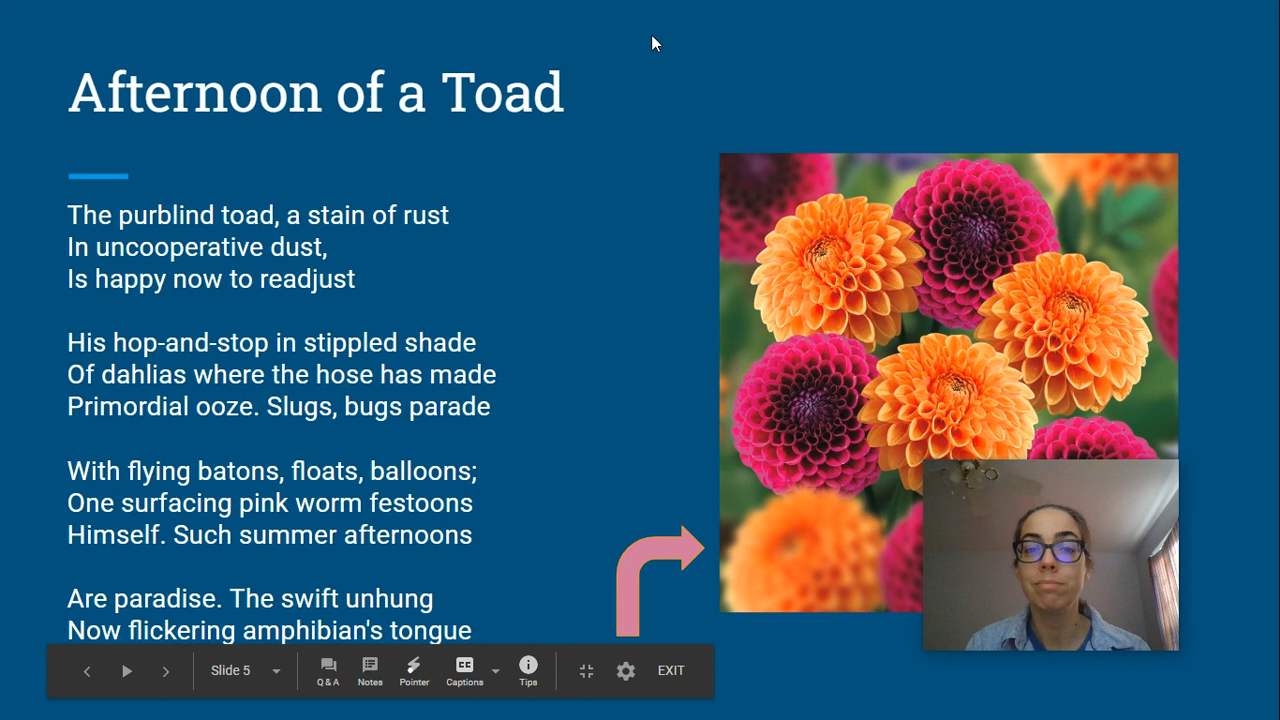 Afternoon of a Toad
The purblind toad, a stain of rust
In uncooperative dust,
Is happy now to readjust
His hop-and-stop in stippled shade
Of dahlias where the hose has made
Primordial ooze. Slugs, bugs parade
With flying batons, floats, balloons;
One surfacing pink worm festoons
Himself. Such summer afternoons
Are paradise. The swift unhung
Now flickering amphibian's tongue
Slide 5
Q & A
Notes
Pointer
CC
Captions
Tips
EXIT